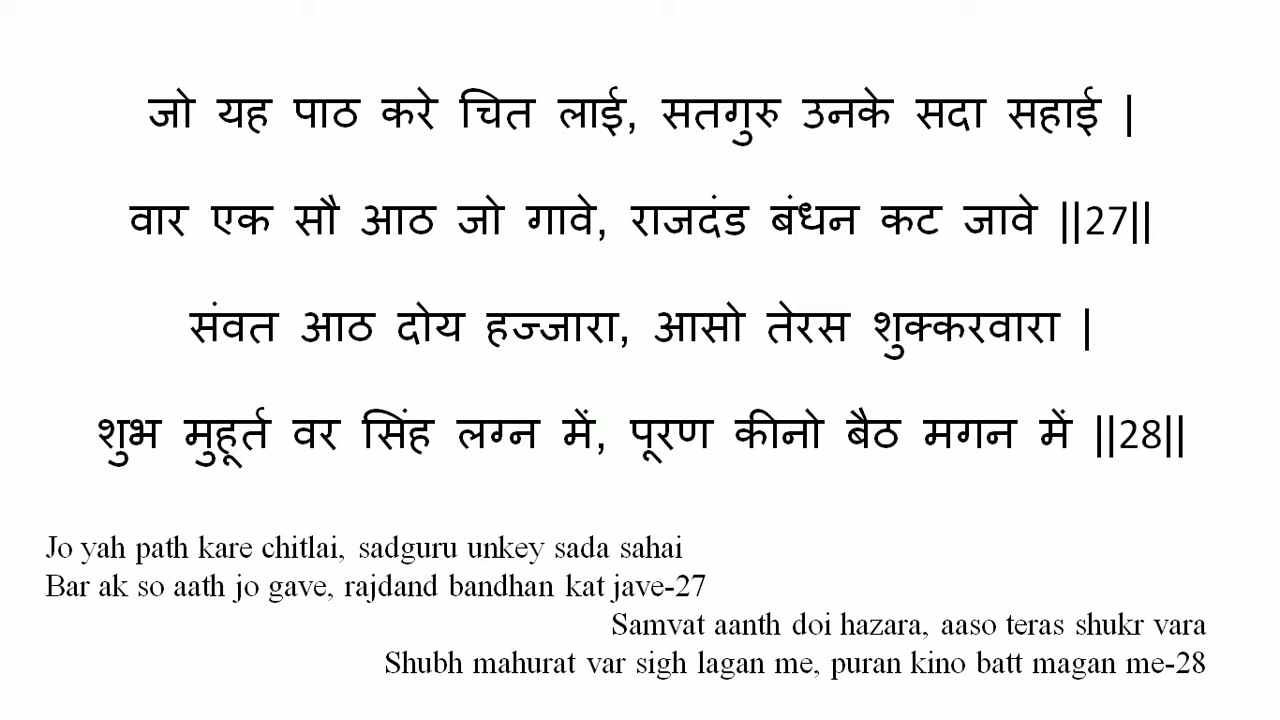 जो यह पाठ करे चित लाई, सतगुरु उनके सदा सहाई |
वार एक सौ आठ जो गावे, राजदंड बंधन कट जावे ||27||
संवत आठ दोय हज्जारा, आसो तेरस शुक्करवारा |
शुभ मुहूर्त वर सिंह लग्न में, पूरण कीनो बैठ मगन में ||28||
Jo yah path kare chitlai, sadguru unkey sada sahai
Bar ak so aath jo gave, rajdand bandhan kat jave-27
Samvat aanth doi hazara, aaso teras shukr vara
Shubh mahurat var sigh lagan me, puran kino batt magan me-28